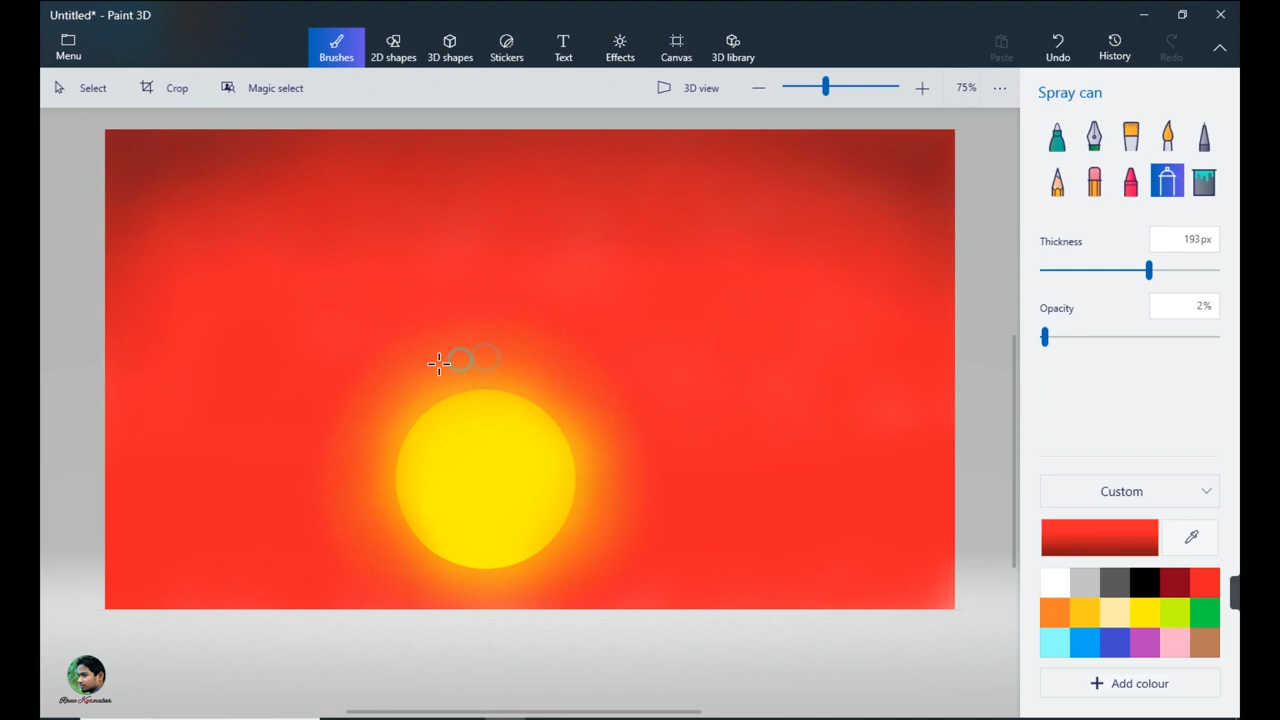 Untitled* - Paint 3D
Menu
Brushes
2D shapes
3D shapes
Stickers
Text
Effects
Canvas
3D library
Paste
Undo
History
Redo
Select
Crop
Magic select
3D view
75%
Spray can
Thickness
193px
Opacity
2%
Custom
Add colour